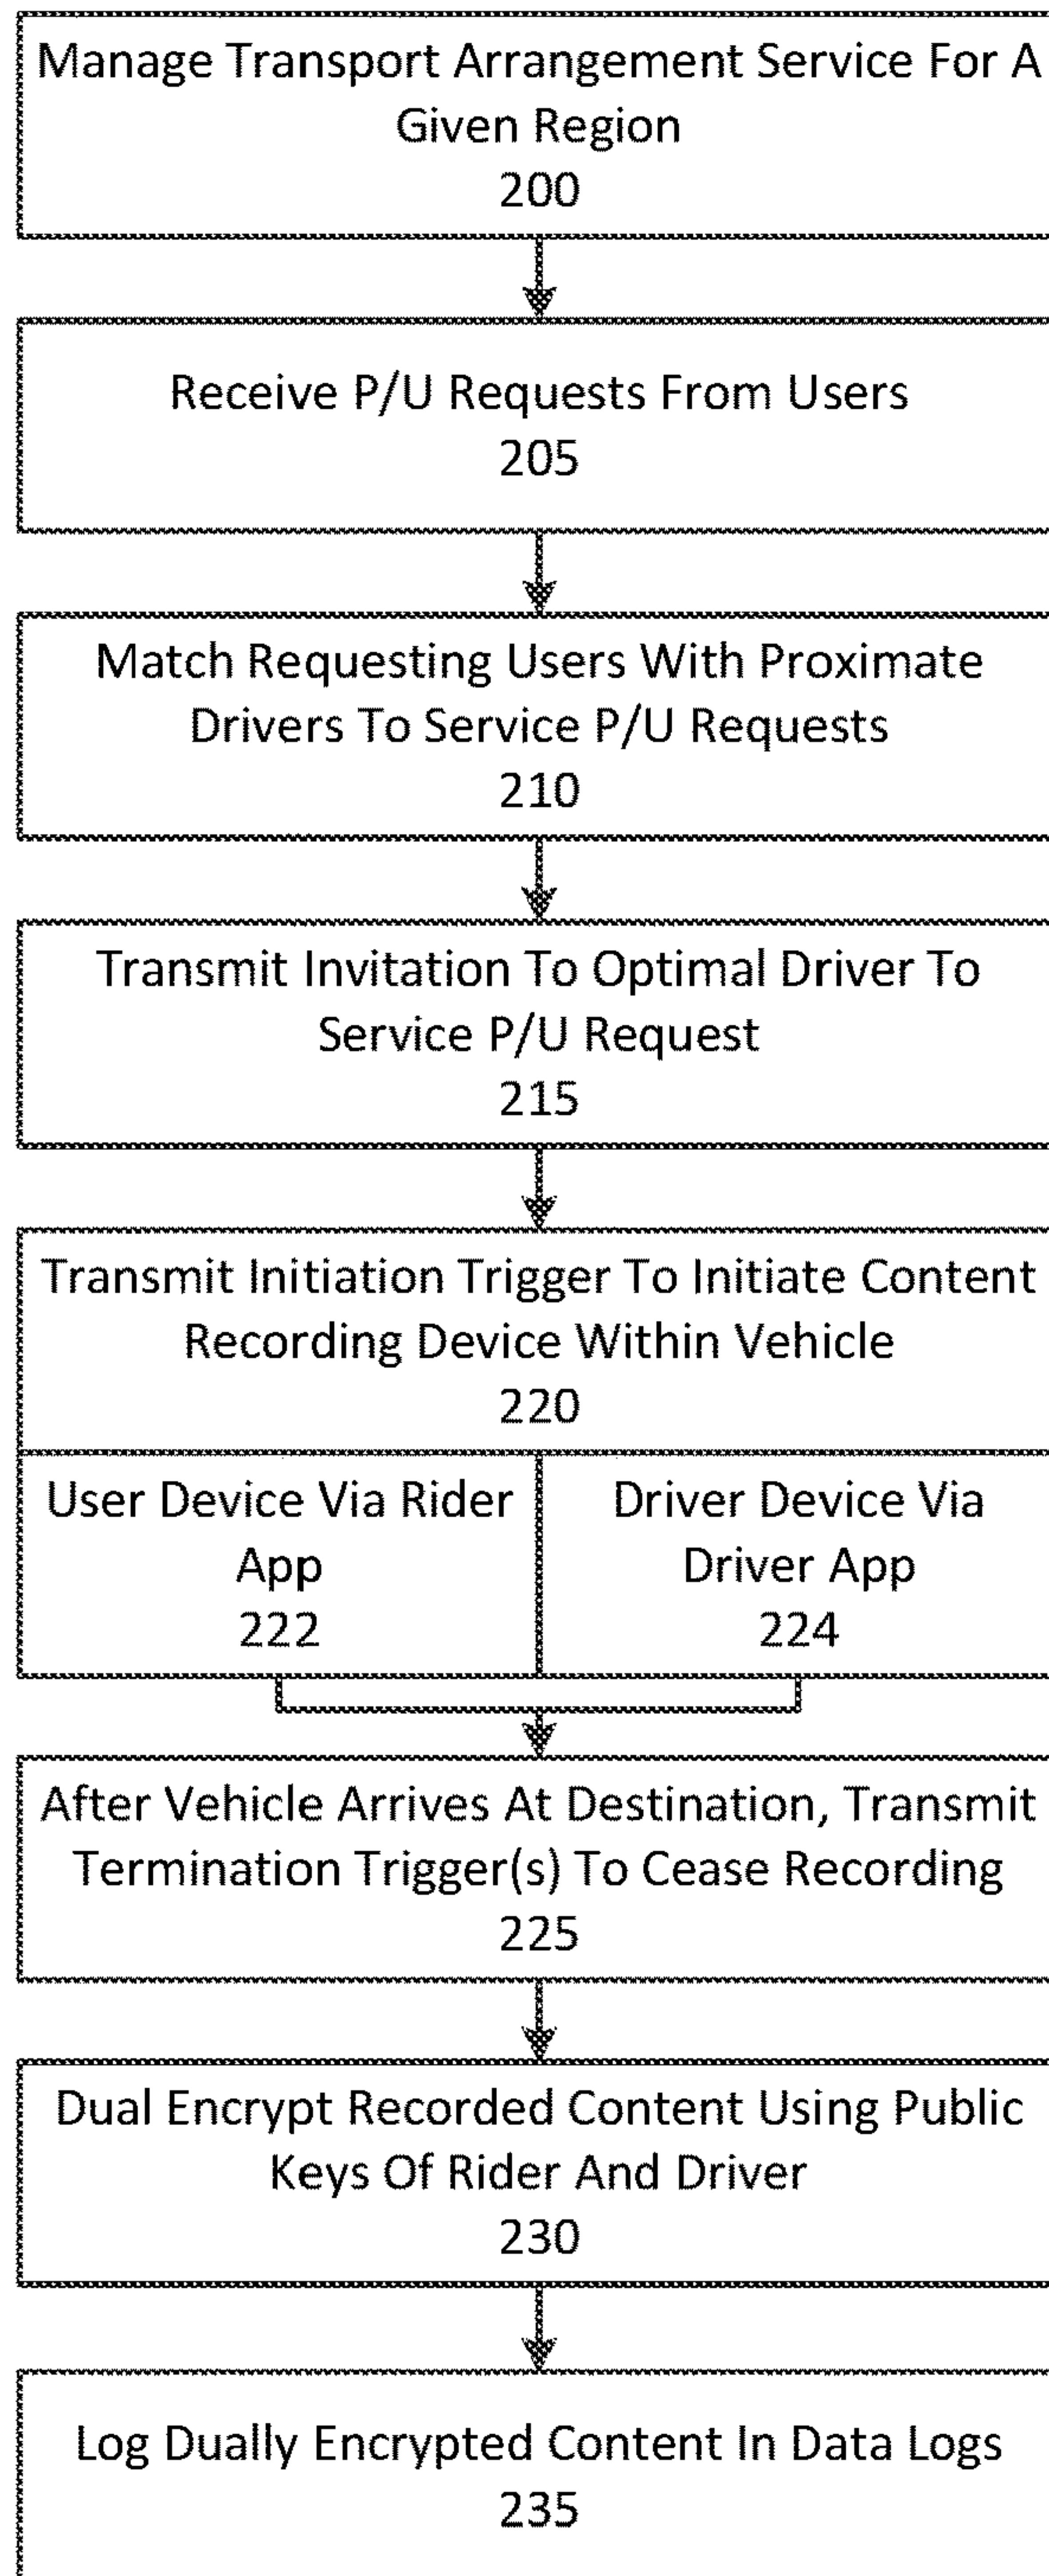 Manage Transport Arrangement Service For A
Given Region
200
Receive P/U Requests From Users
205
Match Requesting Users With Proximate
Drivers To Service P/U Requests
210
Transmit Invitation To Optimal Driver To
Service P/U Request
215
Transmit Initiation Trigger To Initiate Content
Recording Device Within Vehicle
220
User Device Via Rider
App
222
Driver Device Via
Driver App
224
After Vehicle Arrives At Destination, Transmit
Termination Trigger(s) To Cease Recording
225
Dual Encrypt Recorded Content Using Public
Keys Of Rider And Driver
230
Log Dually Encrypted Content In Data Logs
235